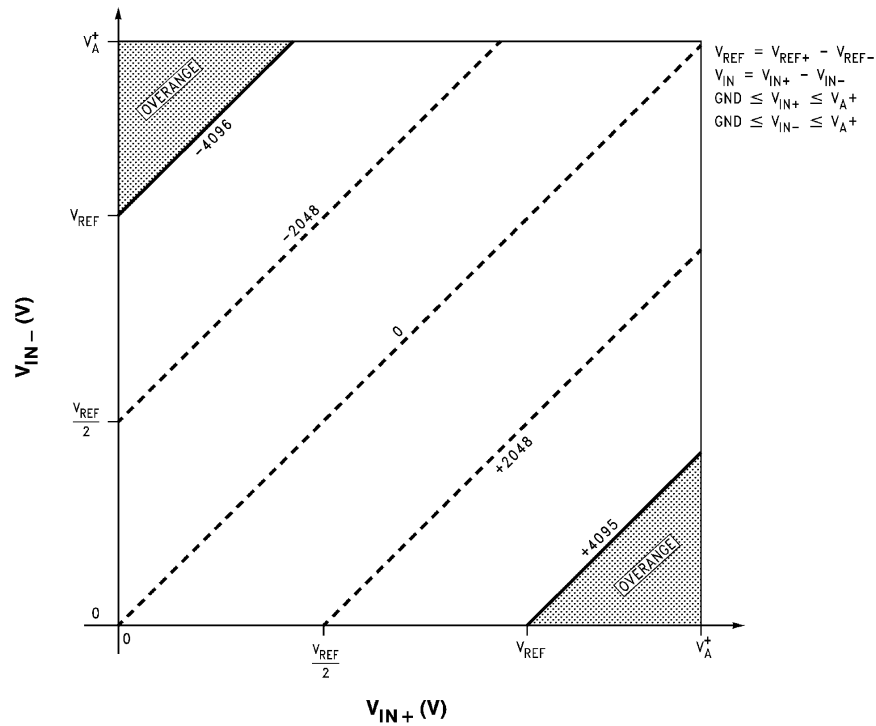 V_A^+
OVERANGE
-4096
V_REF = V_REF+ - V_REF-
V_IN = V_IN+ - V_IN-
GND ≤ V_IN+ ≤ V_A+
GND ≤ V_IN- ≤ V_A+
V_REF
-2048
V_IN- (V)
0
V_REF
2
+2048
+4095
OVERANGE
0
0
V_REF
2
V_REF
V_A^+
V_IN+ (V)